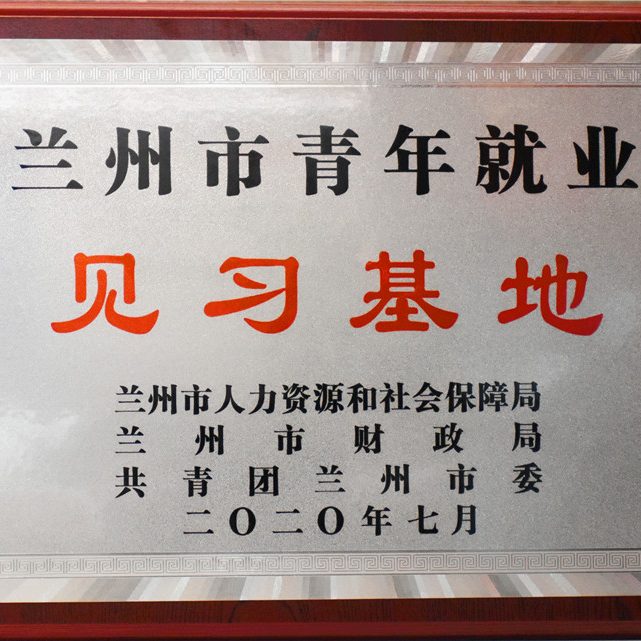 兰州市青年就业
见习基地
兰州市人力资源和社会保障局
兰州市财政局
共青团兰州市委
二〇二〇年七月